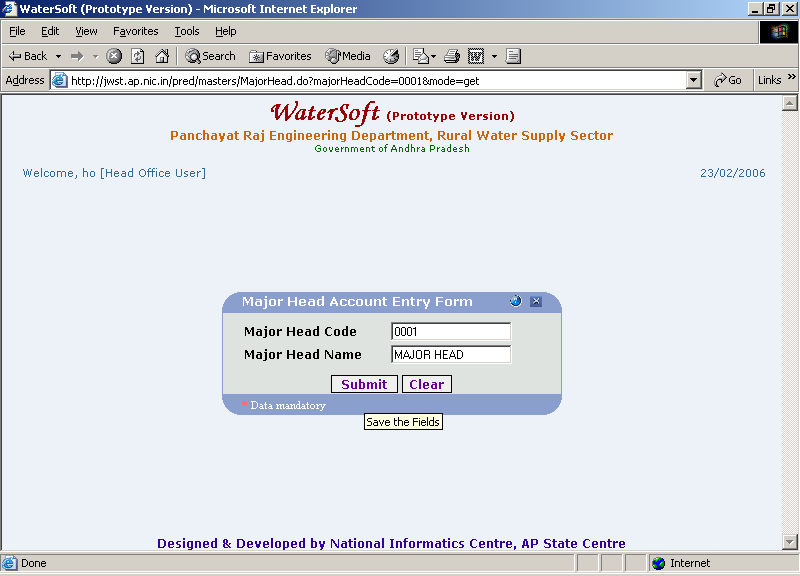 WaterSoft (Prototype Version) - Microsoft Internet Explorer
File Edit View Favorites Tools Help
Back Search Favorites Media
Address http://jwst.ap.nic.in/pred/masters/MajorHead.do?majorHeadCode=0001&mode=get Go Links »
WaterSoft (Prototype Version)
Panchayat Raj Engineering Department, Rural Water Supply Sector
Government of Andhra Pradesh
Welcome, ho [Head Office User] 23/02/2006
Major Head Account Entry Form
Major Head Code 0001
Major Head Name MAJOR HEAD
Submit Clear
* Data mandatory
Save the Fields
Designed & Developed by National Informatics Centre, AP State Centre
Done Internet